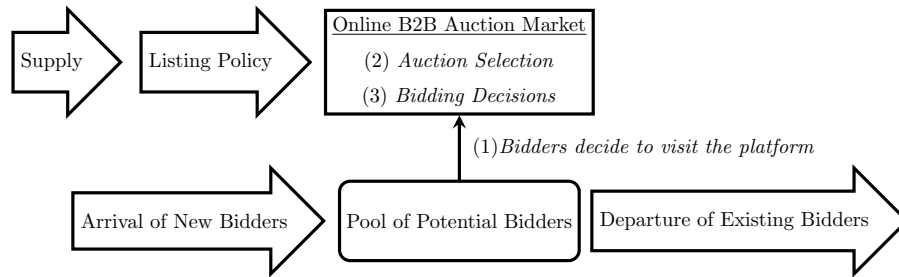 Online B2B Auction Market
Supply
Listing Policy
(2) Auction Selection
(3) Bidding Decisions
(1)Bidders decide to visit the platform
Arrival of New Bidders
Pool of Potential Bidders
Departure of Existing Bidders